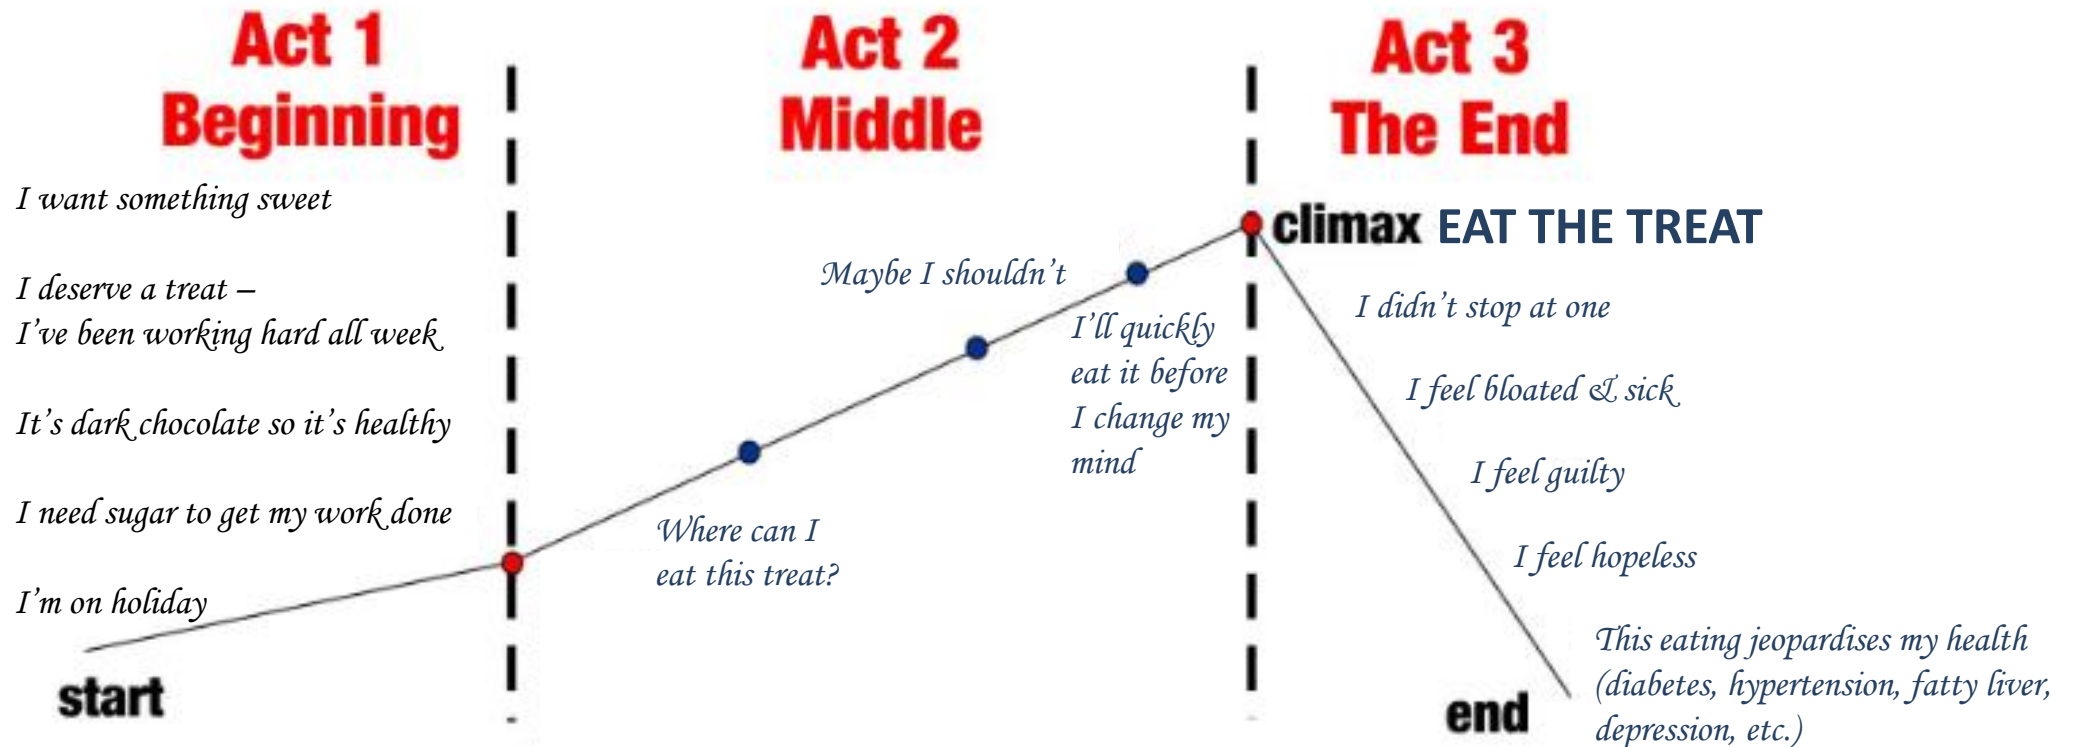 Act 1
Beginning
I want something sweet
I deserve a treat –
I've been working hard all week
It's dark chocolate so it's healthy
I need sugar to get my work done
I'm on holiday
start
Act 2
Middle
Where can I
eat this treat?
Maybe I shouldn't
I'll quickly
eat it before
I change my
mind
Act 3
The End
climax EAT THE TREAT
I didn't stop at one
I feel bloated & sick
I feel guilty
I feel hopeless
This eating jeopardises my health
(diabetes, hypertension, fatty liver,
depression, etc.)
end